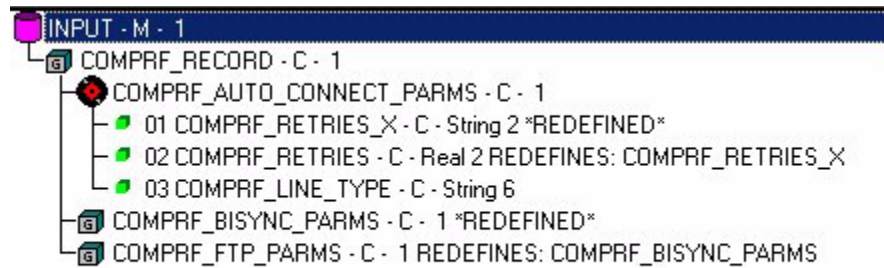 INPUT - M - 1
G COMPRF_RECORD - C - 1
COMPRF_AUTO_CONNECT_PARMS - C - 1
01 COMPRF_RETRIES_X - C - String 2 *REDEFINED*
02 COMPRF_RETRIES - C - Real 2 REDEFINES: COMPRF_RETRIES_X
03 COMPRF_LINE_TYPE - C - String 6
G COMPRF_BISYNC_PARMS - C - 1 *REDEFINED*
G COMPRF_FTP_PARMS - C - 1 REDEFINES: COMPRF_BISYNC_PARMS